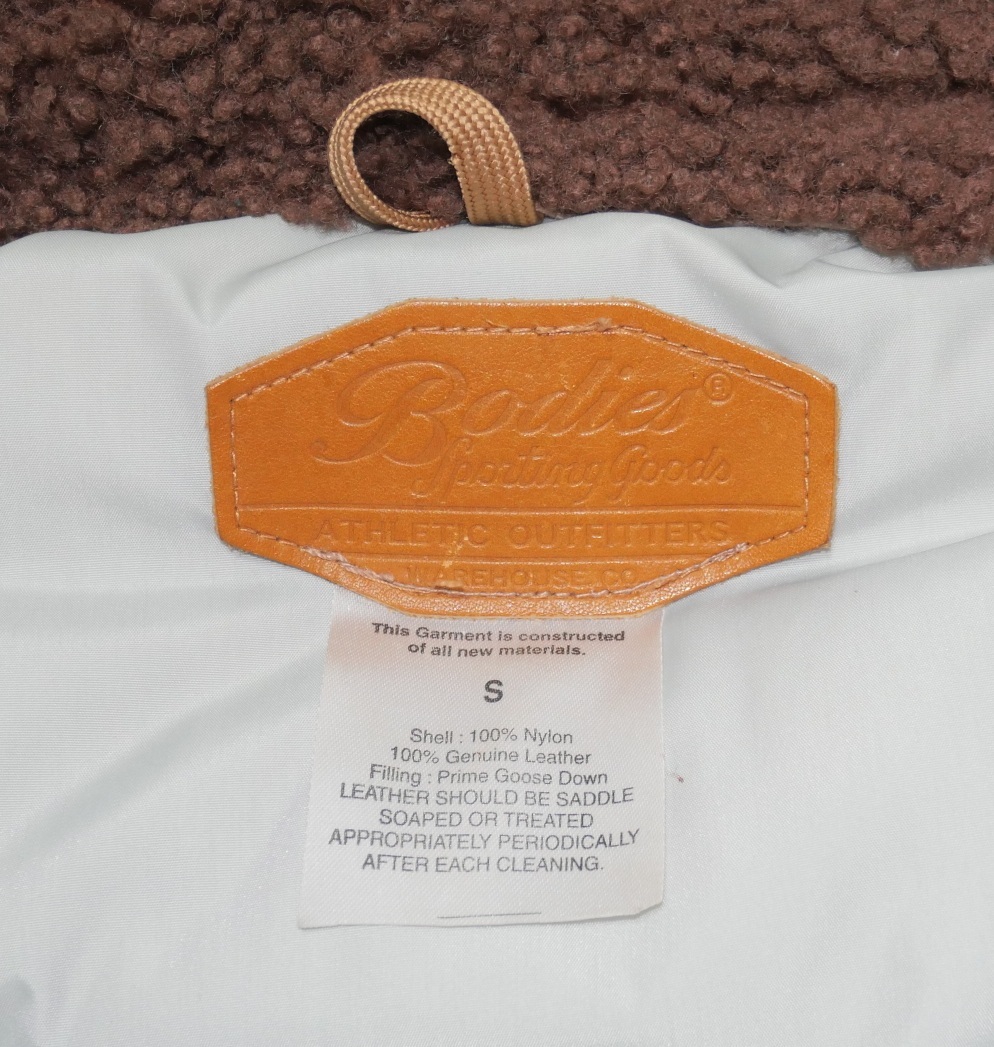 Bodies®
Sporting Goods
ATHLETIC OUTFITTERS
WAREHOUSE CO
This Garment is constructed
of all new materials.
S
Shell : 100% Nylon
100% Genuine Leather
Filling : Prime Goose Down
LEATHER SHOULD BE SADDLE
SOAPED OR TREATED
APPROPRIATELY PERIODICALLY
AFTER EACH CLEANING.